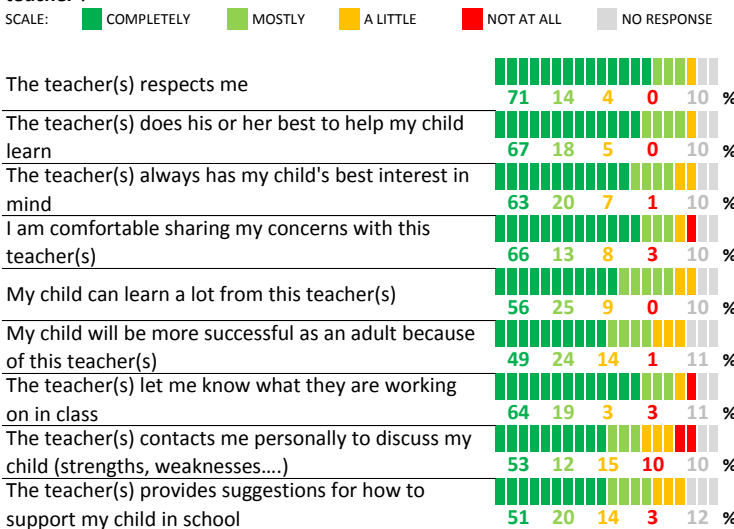 teacher?
SCALE: COMPLETELY MOSTLY A LITTLE NOT AT ALL NO RESPONSE
The teacher(s) respects me
71 14 4 0 10 %
The teacher(s) does his or her best to help my child
learn
67 18 5 0 10 %
The teacher(s) always has my child's best interest in
mind
63 20 7 1 10 %
I am comfortable sharing my concerns with this
teacher(s)
66 13 8 3 10 %
My child can learn a lot from this teacher(s)
56 25 9 0 10 %
My child will be more successful as an adult because
of this teacher(s)
49 24 14 1 11 %
The teacher(s) let me know what they are working
on in class
64 19 3 3 11 %
The teacher(s) contacts me personally to discuss my
child (strengths, weaknesses....)
53 12 15 10 10 %
The teacher(s) provides suggestions for how to
support my child in school
51 20 14 3 12 %